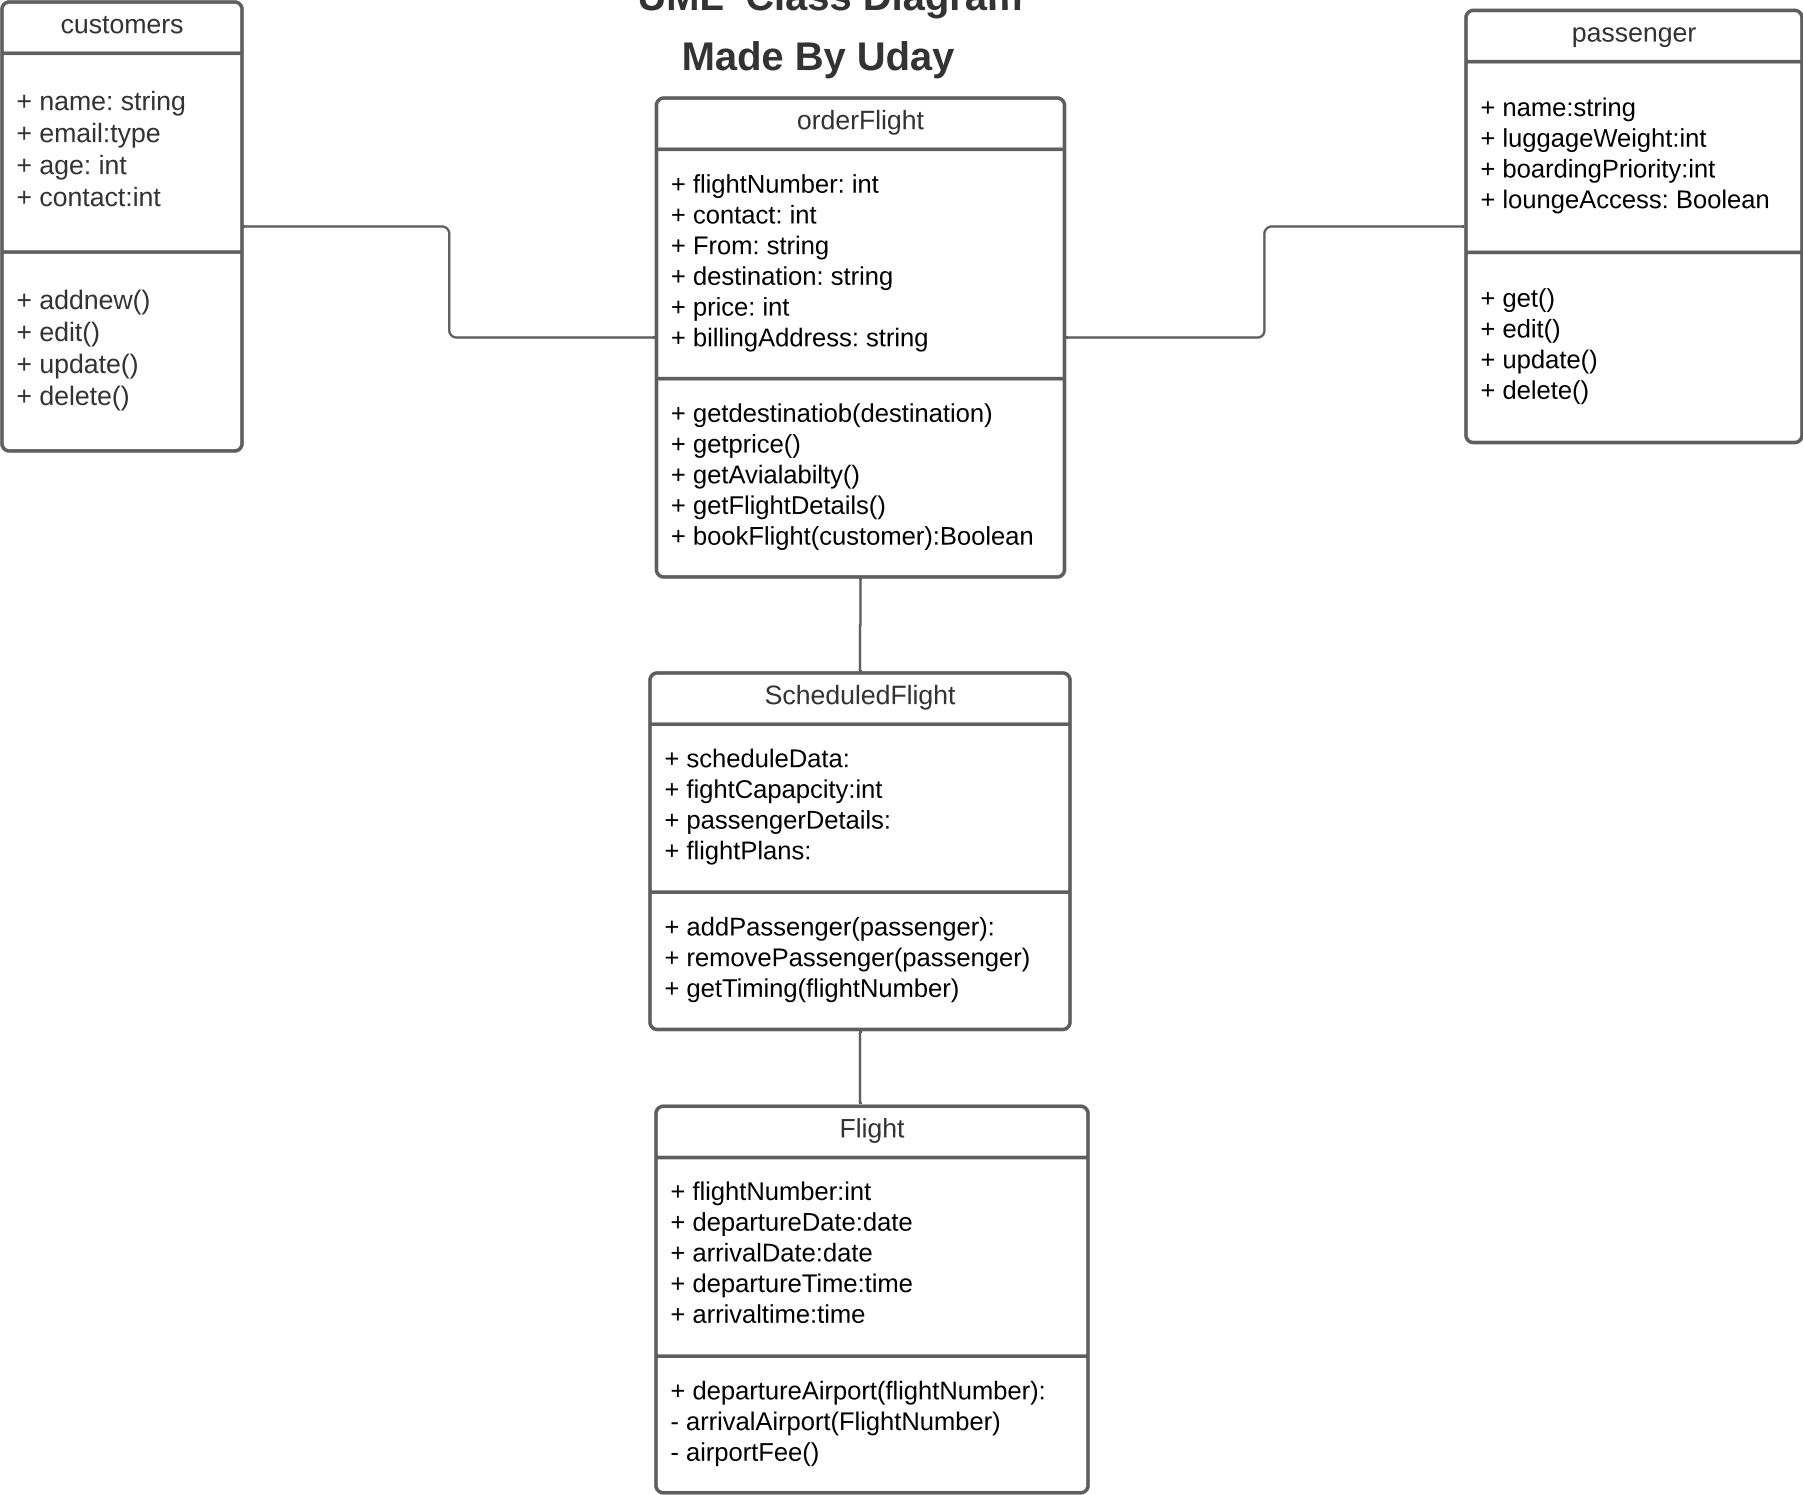 UML Class Diagram
Made By Uday
customers
+ name: string
+ email:type
+ age: int
+ contact:int
+ addnew()
+ edit()
+ update()
+ delete()
orderFlight
+ flightNumber: int
+ contact: int
+ From: string
+ destination: string
+ price: int
+ billingAddress: string
+ getdestinatiob(destination)
+ getprice()
+ getAvialabilty()
+ getFlightDetails()
+ bookFlight(customer):Boolean
passenger
+ name:string
+ luggageWeight:int
+ boardingPriority:int
+ loungeAccess: Boolean
+ get()
+ edit()
+ update()
+ delete()
ScheduledFlight
+ scheduleData:
+ fightCapapcity:int
+ passengerDetails:
+ flightPlans:
+ addPassenger(passenger):
+ removePassenger(passenger)
+ getTiming(flightNumber)
Flight
+ flightNumber:int
+ departureDate:date
+ arrivalDate:date
+ departureTime:time
+ arrivaltime:time
+ departureAirport(flightNumber):
- arrivalAirport(FlightNumber)
- airportFee()